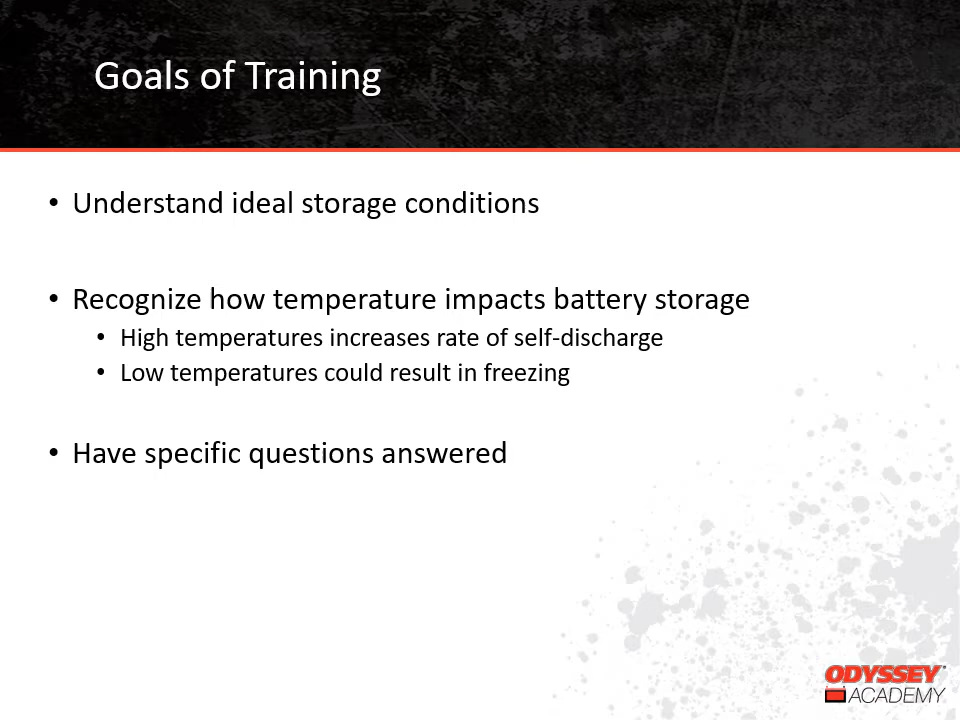 Goals of Training
• Understand ideal storage conditions
• Recognize how temperature impacts battery storage
• High temperatures increases rate of self-discharge
• Low temperatures could result in freezing
• Have specific questions answered
ODYSSEY
ACADEMY